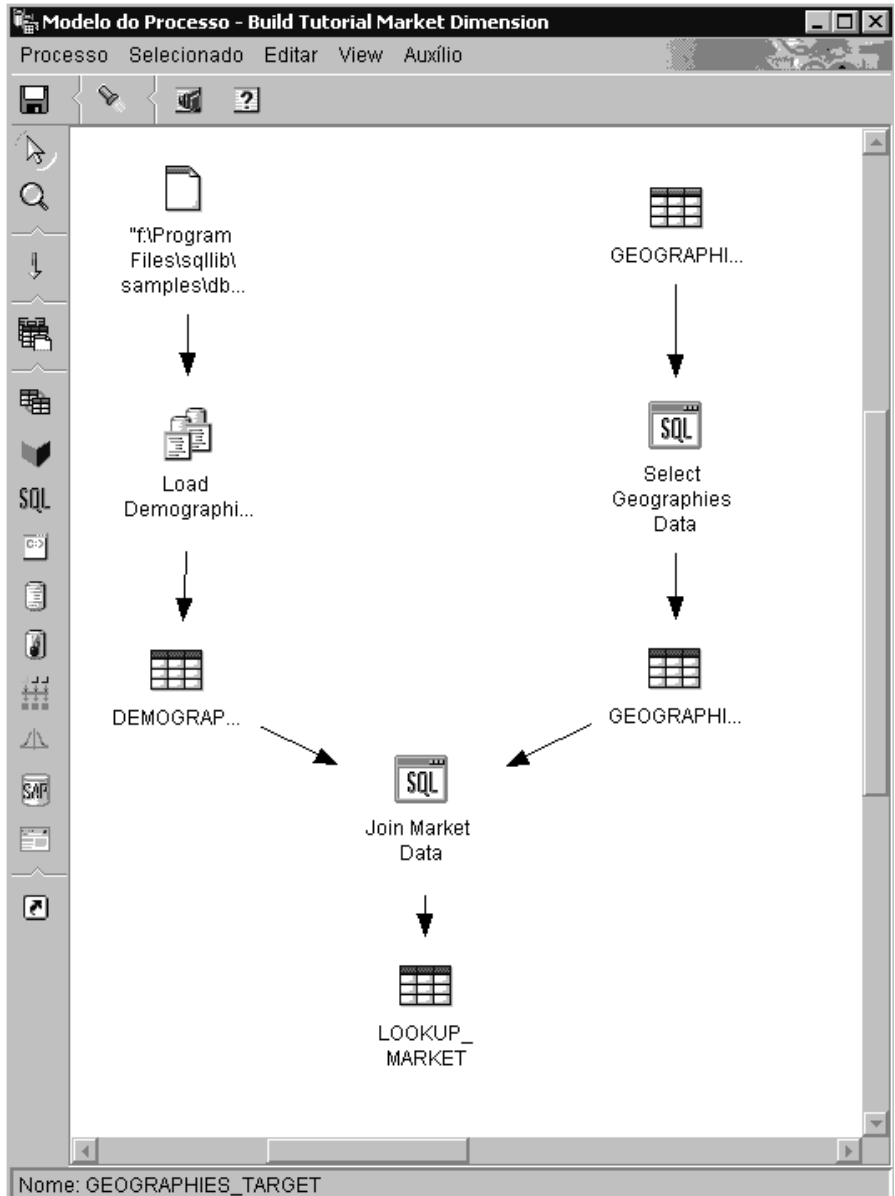 Modelo do Processo - Build Tutorial Market Dimension
Processo Selecionado Editar View Auxílio
"f:\Program
Files\sqllib\
samples\db...
GEOGRAPHI...
Load
Demographi...
SQL
Select
Geographies
Data
SQL
C:>
DEMOGRAP...
GEOGRAPHI...
SQL
Join Market
Data
SAP
LOOKUP_
MARKET
Nome: GEOGRAPHIES_TARGET